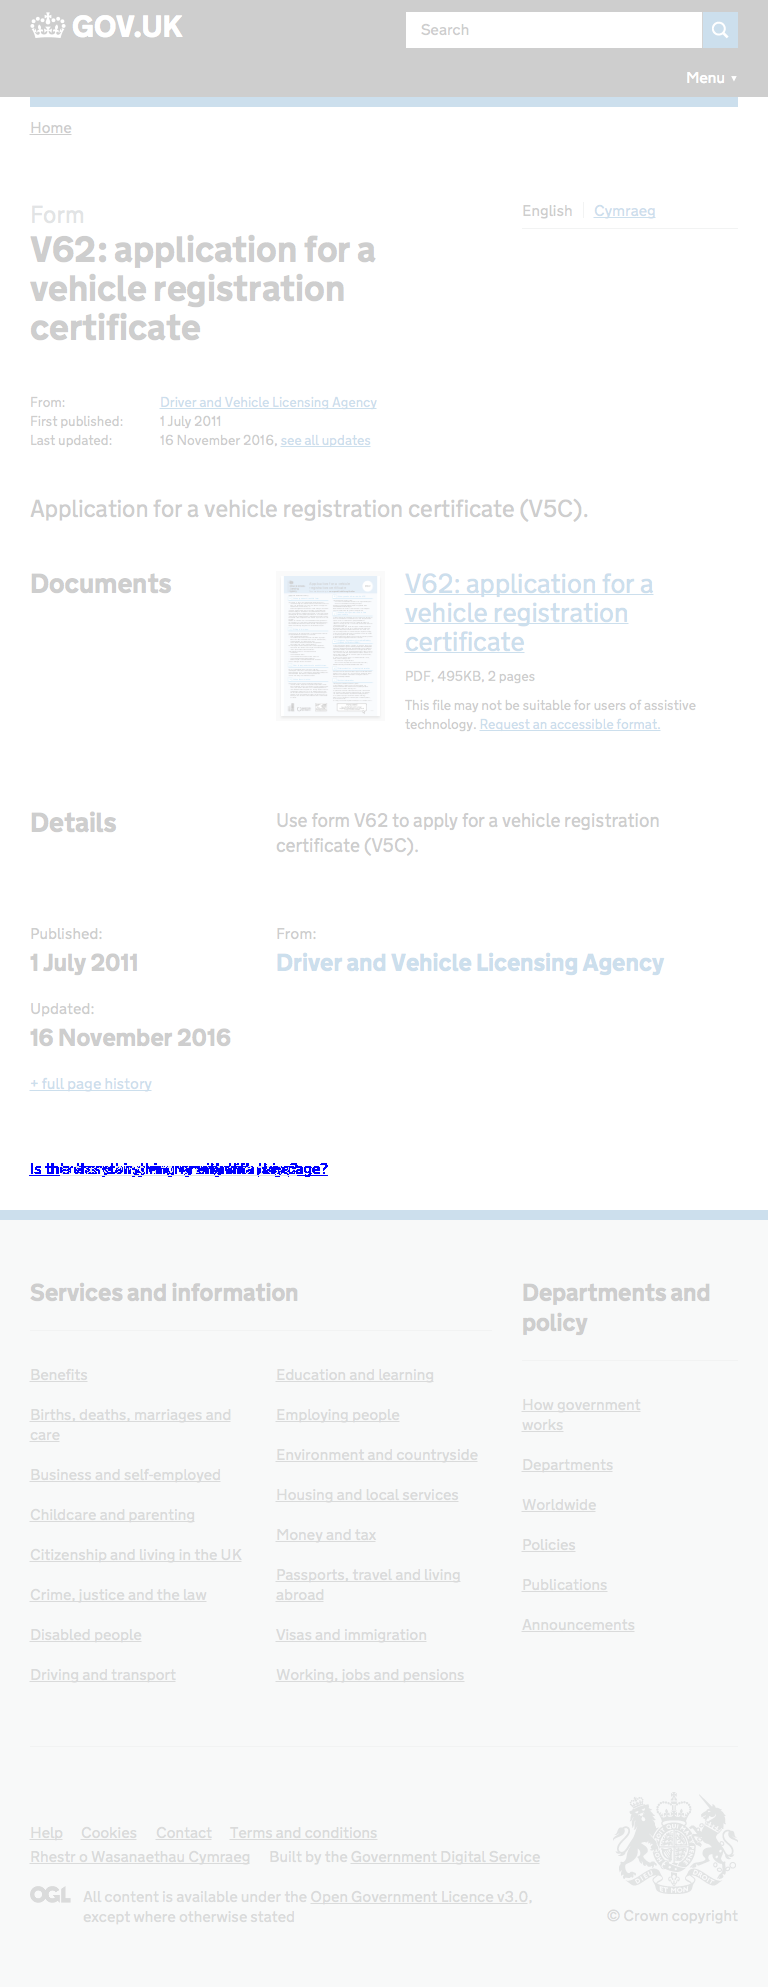 GOV.UK
Search
Menu ▼
Home
Form
English
Cymraeg
V62: application for a
vehicle registration
certificate
From: Driver and Vehicle Licensing Agency
First published: 1 July 2011
Last updated: 16 November 2016, see all updates
Application for a vehicle registration certificate (V5C).
Documents
V62: application for a
vehicle registration
certificate
PDF, 495KB, 2 pages
This file may not be suitable for users of assistive
technology. Request an accessible format.
Details
Use form V62 to apply for a vehicle registration
certificate (V5C).
Published:
1 July 2011
From:
Driver and Vehicle Licensing Agency
Updated:
16 November 2016
+ full page history
Services and information
Benefits
Births, deaths, marriages and
care
Business and self-employed
Childcare and parenting
Citizenship and living in the UK
Crime, justice and the law
Disabled people
Driving and transport
Education and learning
Employing people
Environment and countryside
Housing and local services
Money and tax
Passports, travel and living
abroad
Visas and immigration
Working, jobs and pensions
Departments and
policy
How government
works
Departments
Worldwide
Policies
Publications
Announcements
Help Cookies Contact Terms and conditions
Rhestr o Wasanaethau Cymraeg Built by the Government Digital Service
OGL
All content is available under the Open Government Licence v3.0,
except where otherwise stated
© Crown copyright